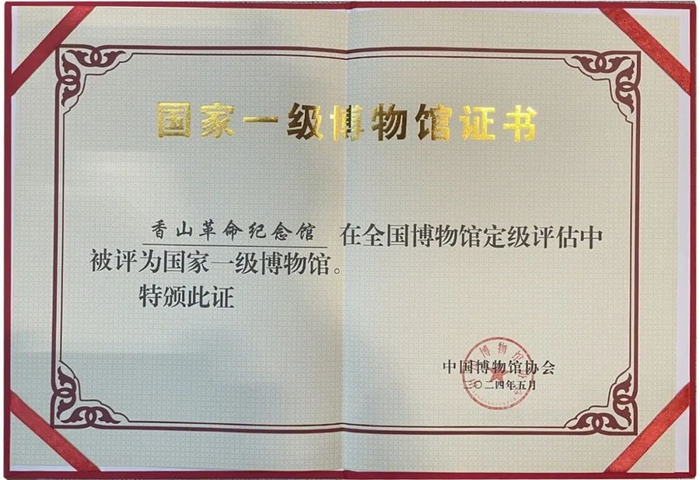 国家一级博物馆证书
香山革命纪念馆 在全国博物馆定级评估中
被评为国家一级博物馆。
特颁此证
中国博物馆协会
二〇二四年五月